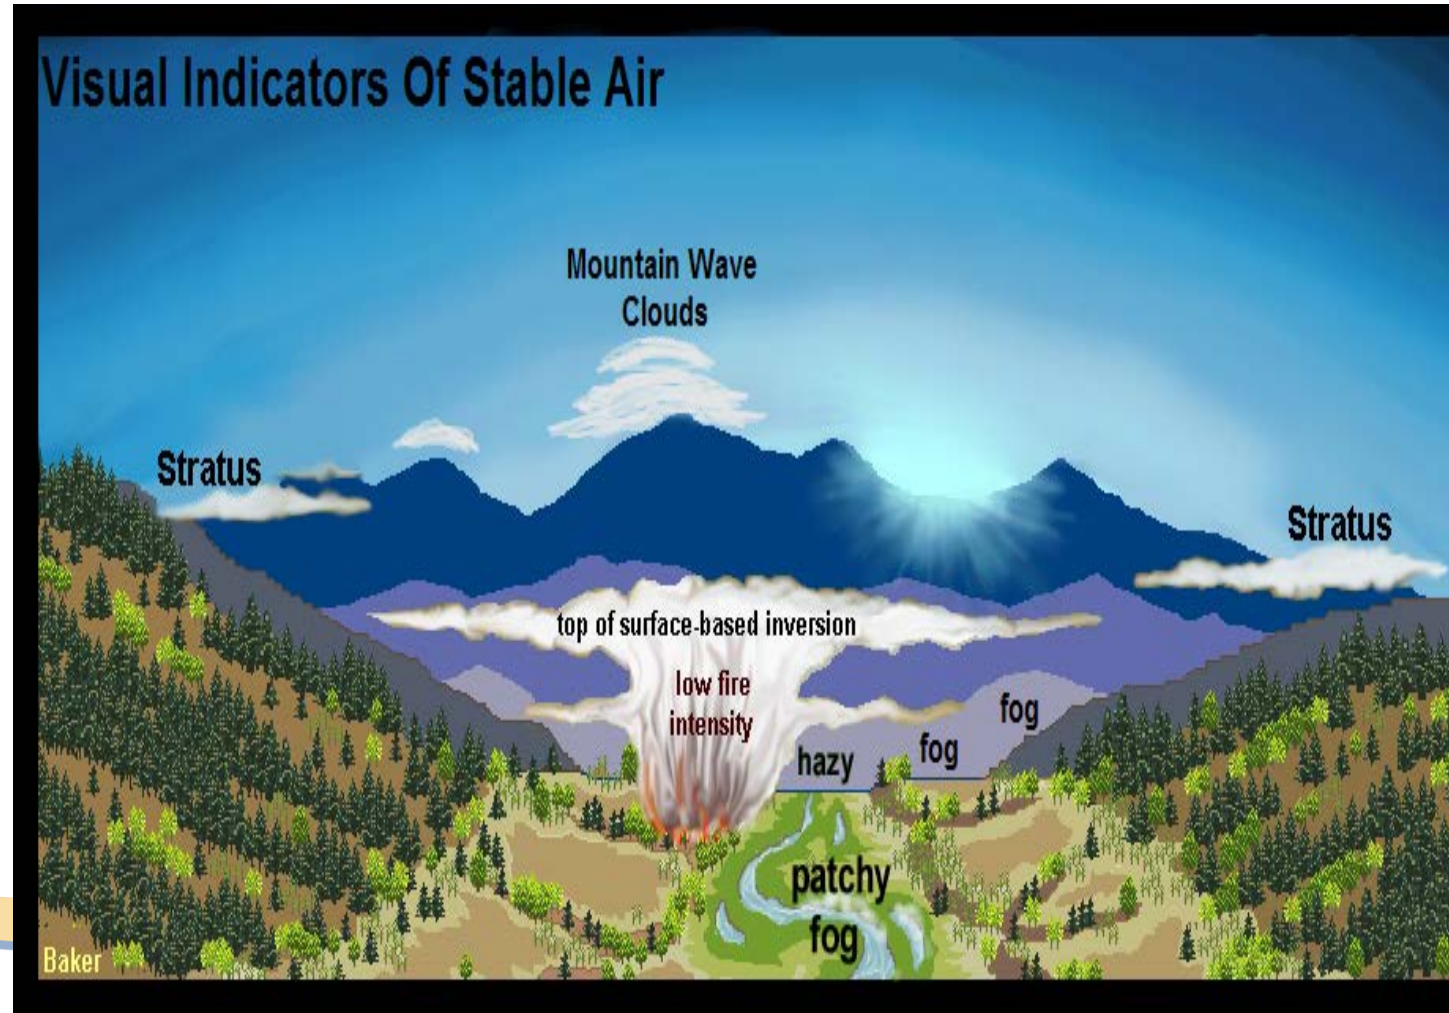 Visual Indicators Of Stable Air
Mountain Wave
Clouds
Stratus
Stratus
top of surface-based inversion
low fire
intensity
fog
fog
hazy
patchy
fog
Baker